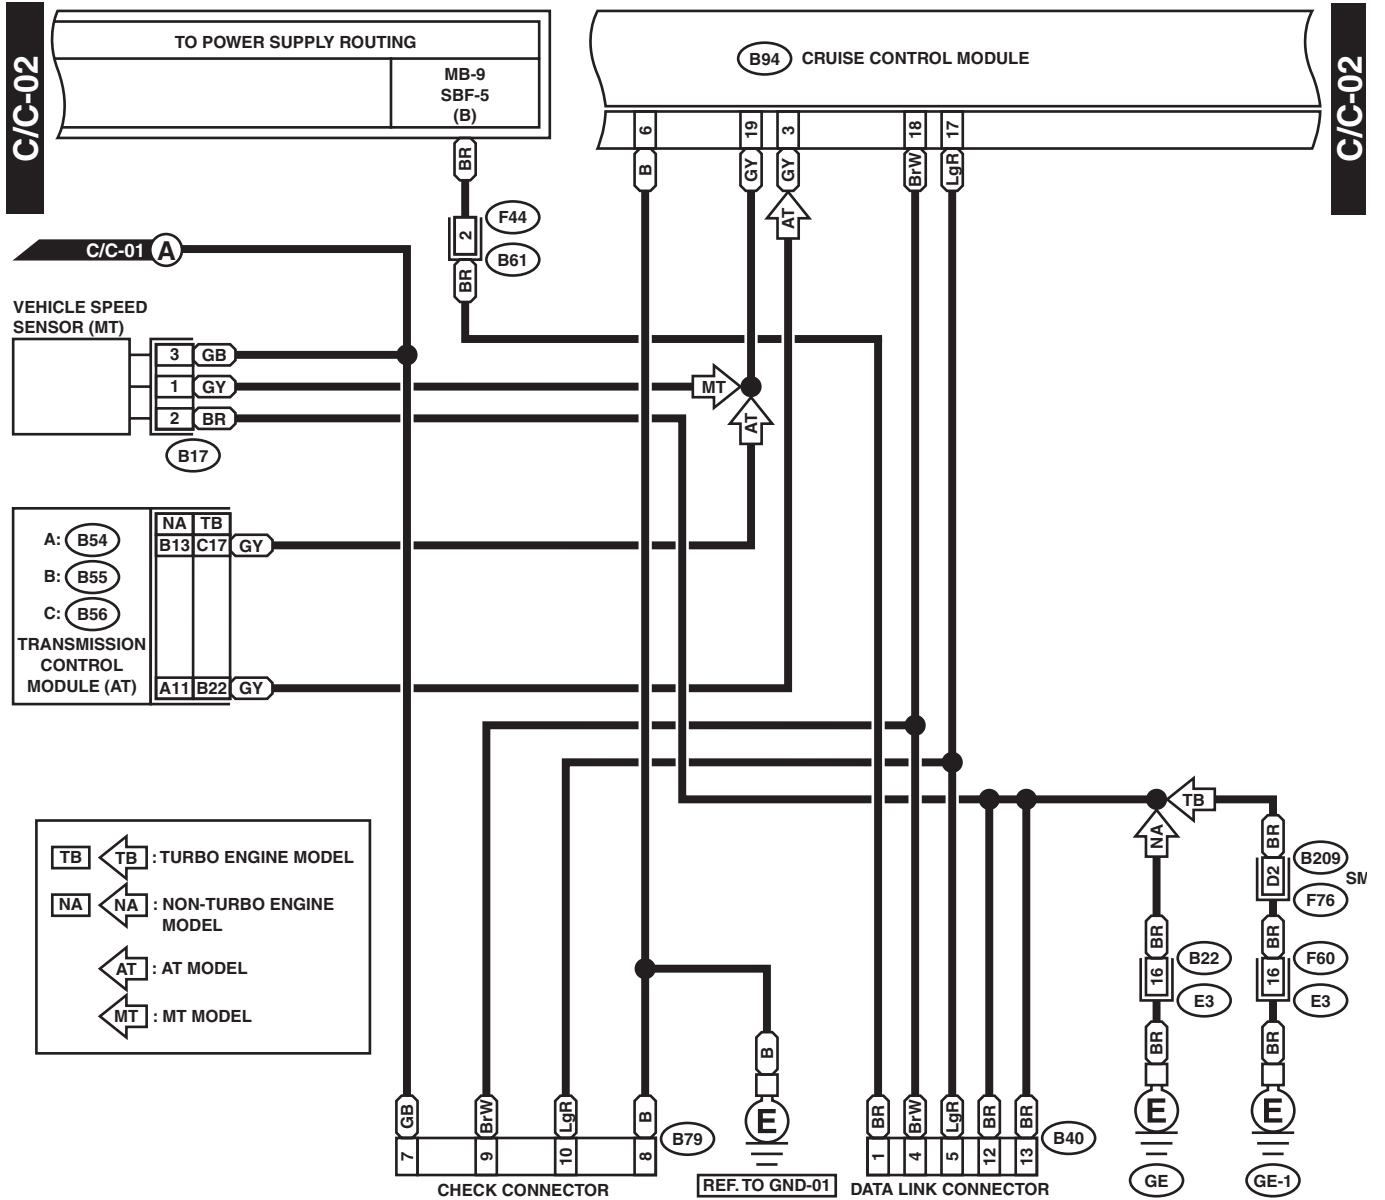 C/C-02
TO POWER SUPPLY ROUTING
MB-9
SBF-5
(B)
B94 CRUISE CONTROL MODULE
C/C-02
6 19 3 18 17
BR B GY GY BrW LgR
2
F44
B61
BR
AT
C/C-01 A
VEHICLE SPEED
SENSOR (MT)
3 GB
1 GY
2 BR
B17
MT
AT
A: B54
B: B55
C: B56
TRANSMISSION
CONTROL
MODULE (AT)
NA TB
B13 C17 GY
A11 B22 GY
TB TB : TURBO ENGINE MODEL
NA NA : NON-TURBO ENGINE
MODEL
AT : AT MODEL
MT : MT MODEL
TB
NA
BR
D2
B209
SM
F76
BR BR
16
B22
E3
16
F60
E3
BR BR
B
E
E
E
GE
GE-1
GB BrW LgR B
7 9 10 8
B79
CHECK CONNECTOR
REF. TO GND-01
BR BrW LgR BR BR
1 4 5 12 13
B40
DATA LINK CONNECTOR